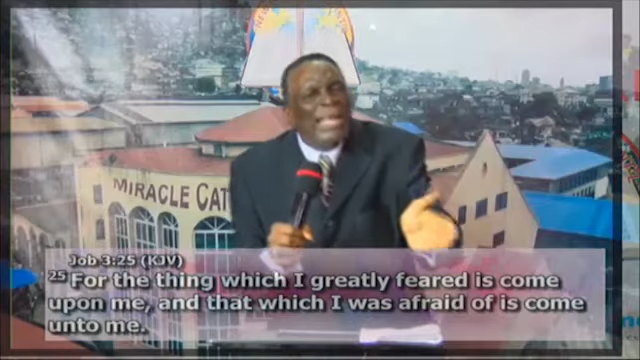 MIRACLE CAT
Job 3:25 (KJV)
25 For the thing which I greatly feared is come
upon me, and that which I was afraid of is come
unto me.